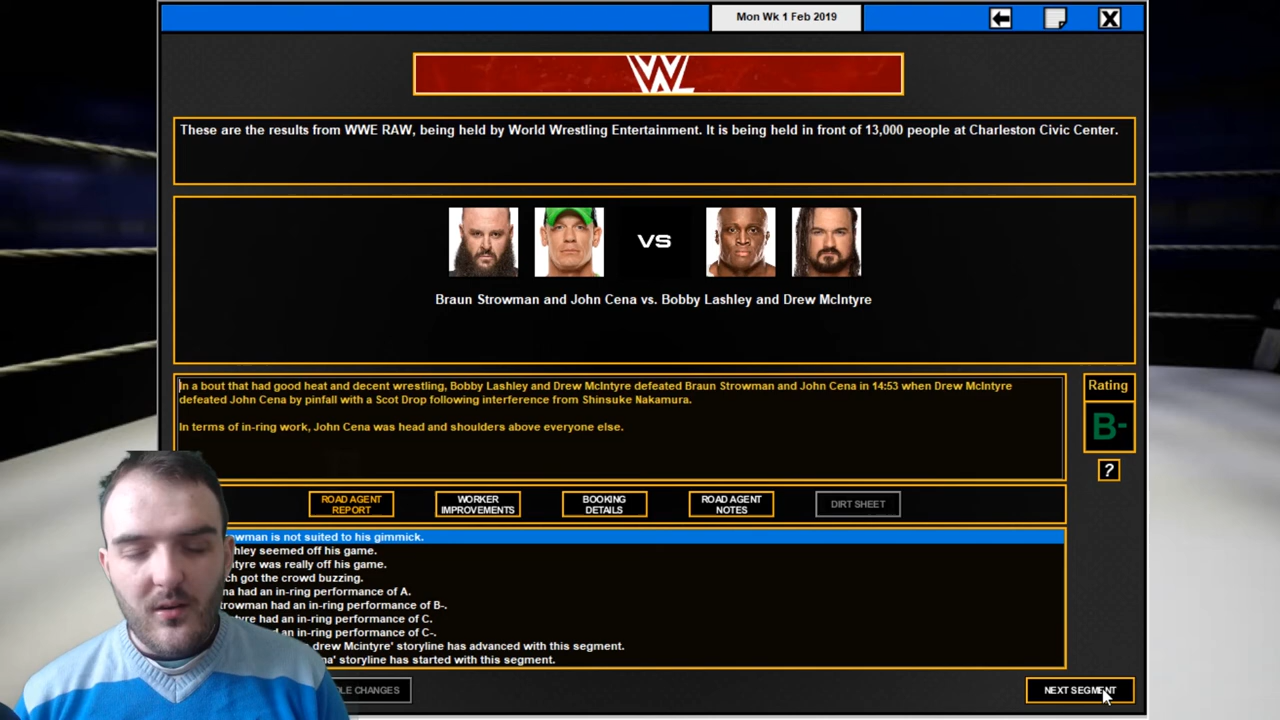 Mon Wk 1 Feb 2019
These are the results from WWE RAW, being held by World Wrestling Entertainment. It is being held in front of 13,000 people at Charleston Civic Center.
VS
Braun Strowman and John Cena vs. Bobby Lashley and Drew McIntyre
In a bout that had good heat and decent wrestling, Bobby Lashley and Drew McIntyre defeated Braun Strowman and John Cena in 14:53 when Drew McIntyre
defeated John Cena by pinfall with a Scot Drop following interference from Shinsuke Nakamura.
In terms of in-ring work, John Cena was head and shoulders above everyone else.
Rating
B-
?
ROAD AGENT REPORT
WORKER IMPROVEMENTS
BOOKING DETAILS
ROAD AGENT NOTES
DIRT SHEET
is not suited to his gimmick.
seemed off his game.
was really off his game.
got the crowd buzzing.
had an in-ring performance of A.
had an in-ring performance of B-.
had an in-ring performance of C.
an in-ring performance of C-.
drew Mcintyre' storyline has advanced with this segment.
storyline has started with this segment.
CHANGES
NEXT SEGMENT